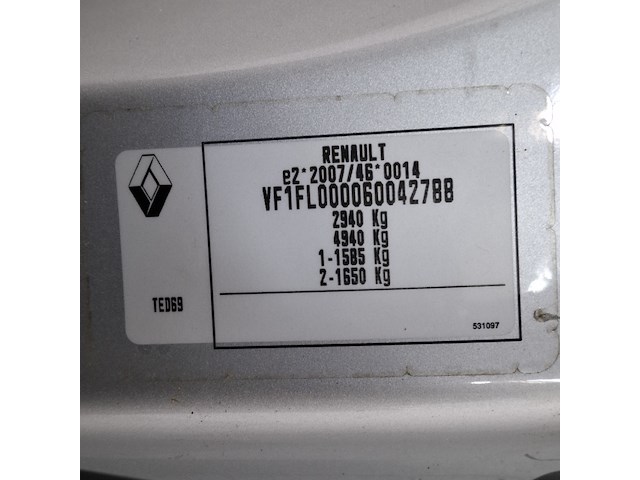 RENAULT
e2*2007/46*0014
VF1FL000060042788
2940 Kg
4940 Kg
1-1585 Kg
2-1650 Kg
TED69
531097